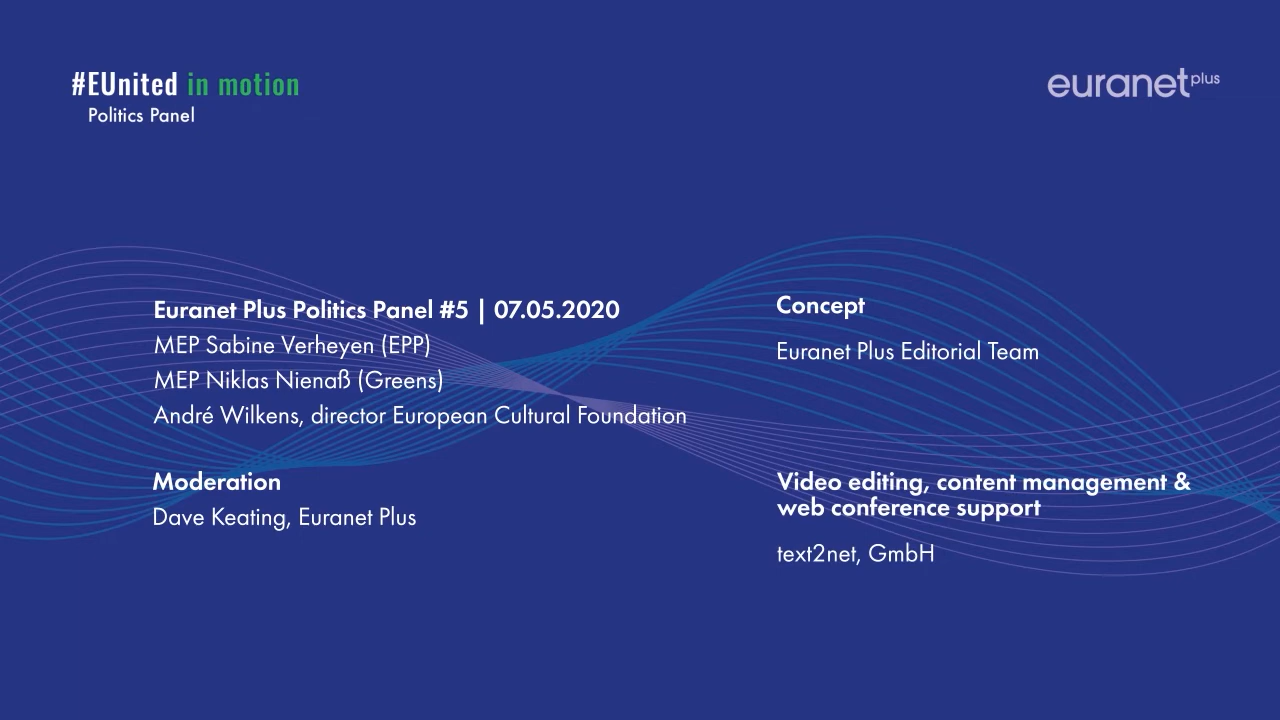 #EUnited in motion
Politics Panel
euranet plus
Euranet Plus Politics Panel #5 | 07.05.2020
MEP Sabine Verheyen (EPP)
MEP Niklas Nienaß (Greens)
André Wilkens, director European Cultural Foundation
Moderation
Dave Keating, Euranet Plus
Concept
Euranet Plus Editorial Team
Video editing, content management &
web conference support
text2net, GmbH